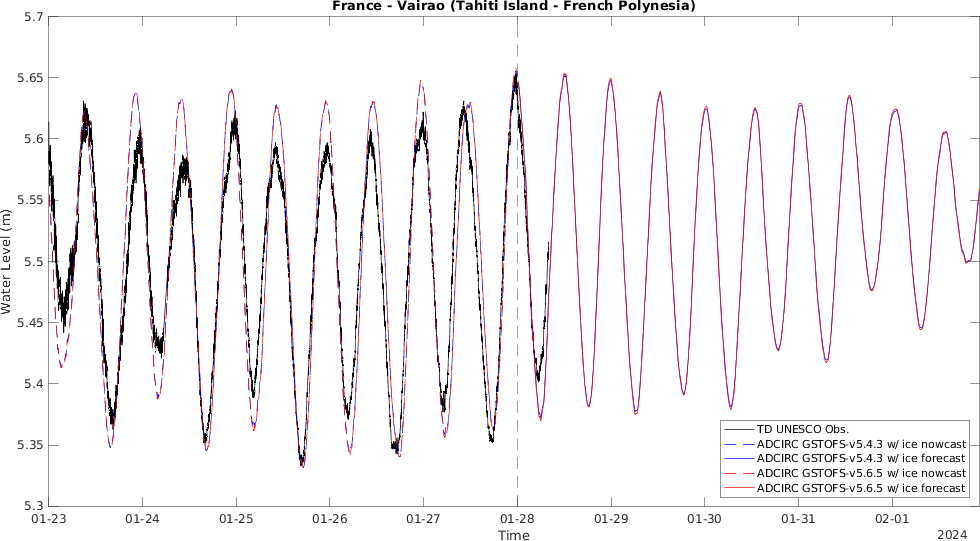 France - Vairao (Tahiti Island - French Polynesia)
5.7
5.65
5.6
5.55
5.5
5.45
5.4
5.35
5.3
Water Level (m)
01-23
01-24
01-25
01-26
01-27
01-28
01-29
01-30
01-31
02-01
Time
2024
TD UNESCO Obs.
ADCIRC GSTOFS-v5.4.3 w/ ice nowcast
ADCIRC GSTOFS-v5.4.3 w/ ice forecast
ADCIRC GSTOFS-v5.6.5 w/ ice nowcast
ADCIRC GSTOFS-v5.6.5 w/ ice forecast